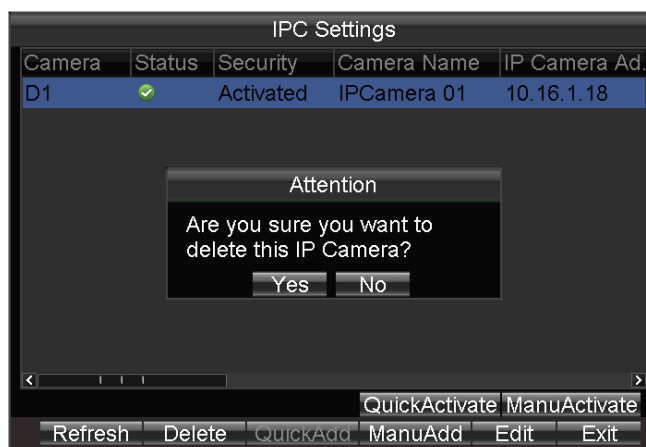 IPC Settings
Camera Status Security Camera Name IP Camera Ad.
D1 Activated IPCamera 01 10.16.1.18
Attention
Are you sure you want to
delete this IP Camera?
Yes No
QuickActivate ManuActivate
Refresh Delete QuickAdd ManuAdd Edit Exit